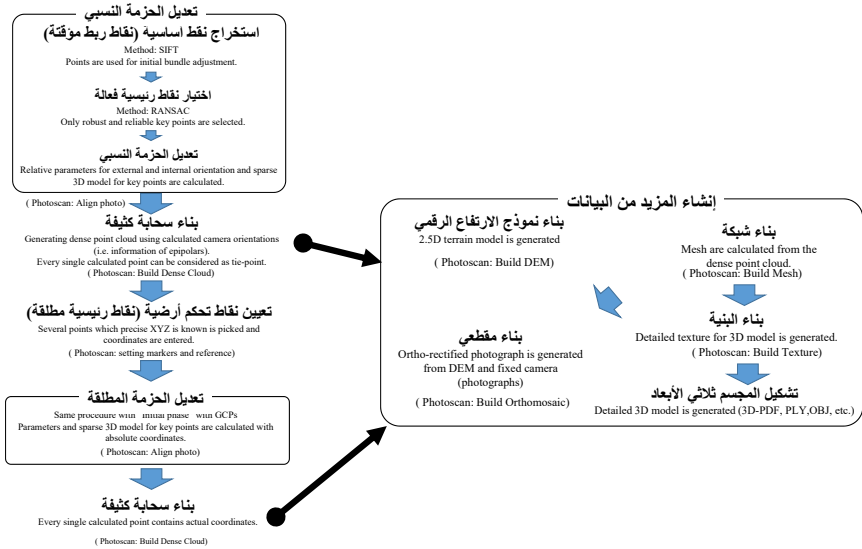 تعديل الحزمة النسبي
استخراج نقط اساسية (نقاط ربط مؤقتة)
Method: SIFT
Points are used for initial bundle adjustment.
اختيار نقاط رئيسية فعالة
Method: RANSAC
Only robust and reliable key points are selected.
تعديل الحزمة النسبي
Relative parameters for external and internal orientation and sparse
3D model for key points are calculated.
( Photoscan: Align photo)
بناء سحابة كثيفة
Generating dense point cloud using calculated camera orientations
(i.e. information of epipolars).
Every single calculated point can be considered as tie-point.
( Photoscan: Build Dense Cloud)
تعيين نقاط تحكم أرضية (نقاط رئيسية مطلقة)
Several points which precise XYZ is known is picked and
coordinates are entered.
( Photoscan: setting markers and reference)
تعديل الحزمة المطلقة
Same procedure with initial phase with GCPs
Parameters and sparse 3D model for key points are calculated with
absolute coordinates.
( Photoscan: Align photo)
بناء سحابة كثيفة
Every single calculated point contains actual coordinates.
( Photoscan: Build Dense Cloud)
إنشاء المزيد من البيانات
بناء شبكة
Mesh are calculated from the
dense point cloud.
( Photoscan: Build Mesh)
بناء البنية
Detailed texture for 3D model is generated.
( Photoscan: Build Texture)
تشكيل المجسم ثلاثي الأبعاد
Detailed 3D model is generated (3D-PDF, PLY,OBJ, etc.)
بناء نموذج الارتفاع الرقمي
2.5D terrain model is generated
( Photoscan: Build DEM)
بناء مقطعي
Ortho-rectified photograph is generated
from DEM and fixed camera
(photographs)
( Photoscan: Build Orthomosaic)